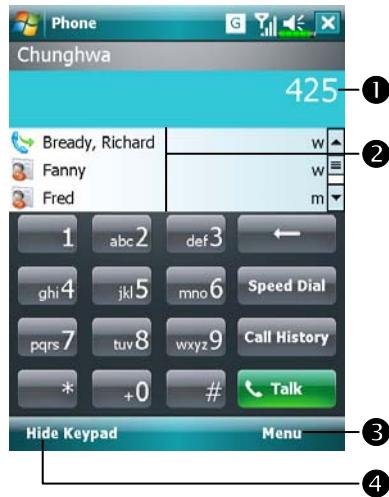 Phone G
Chunghwa
425 1
Bready, Richard w
2
Fanny w
Fred m
1 abc2 def3 ←
ghi4 jkl5 mno6 Speed Dial
pqrs7 tuv8 wxyz9 Call History
* +0 # Talk
Hide Keypad Menu 3
4